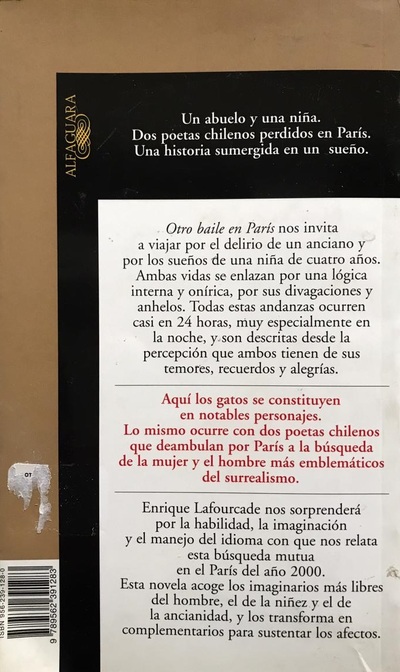 ALFAGUARA
Un abuelo y una niña.
Dos poetas chilenos perdidos en París.
Una historia sumergida en un sueño.
Otro baile en París nos invita
a viajar por el delirio de un anciano y
por los sueños de una niña de cuatro años.
Ambas vidas se enlazan por una lógica
interna y onírica, por sus divagaciones y
anhelos. Todas estas andanzas ocurren
casi en 24 horas, muy especialmente en
la noche, y son descritas desde la
percepción que ambos tienen de sus
temores, recuerdos y alegrías.
Aquí los gatos se constituyen
en notables personajes.
Lo mismo ocurre con dos poetas chilenos
que deambulan por París a la búsqueda
de la mujer y el hombre más emblemáticos
del surrealismo.
Enrique Lafourcade nos sorprenderá
por la habilidad, la imaginación
y el manejo del idioma con que nos relata
esta búsqueda mutua
en el París del año 2000.
Esta novela acoge los imaginarios más libres
del hombre, el de la niñez y el de
la ancianidad, y los transforma en
complementarios para sustentar los afectos.
ISBN 956-239-128-0
9 789562 391283